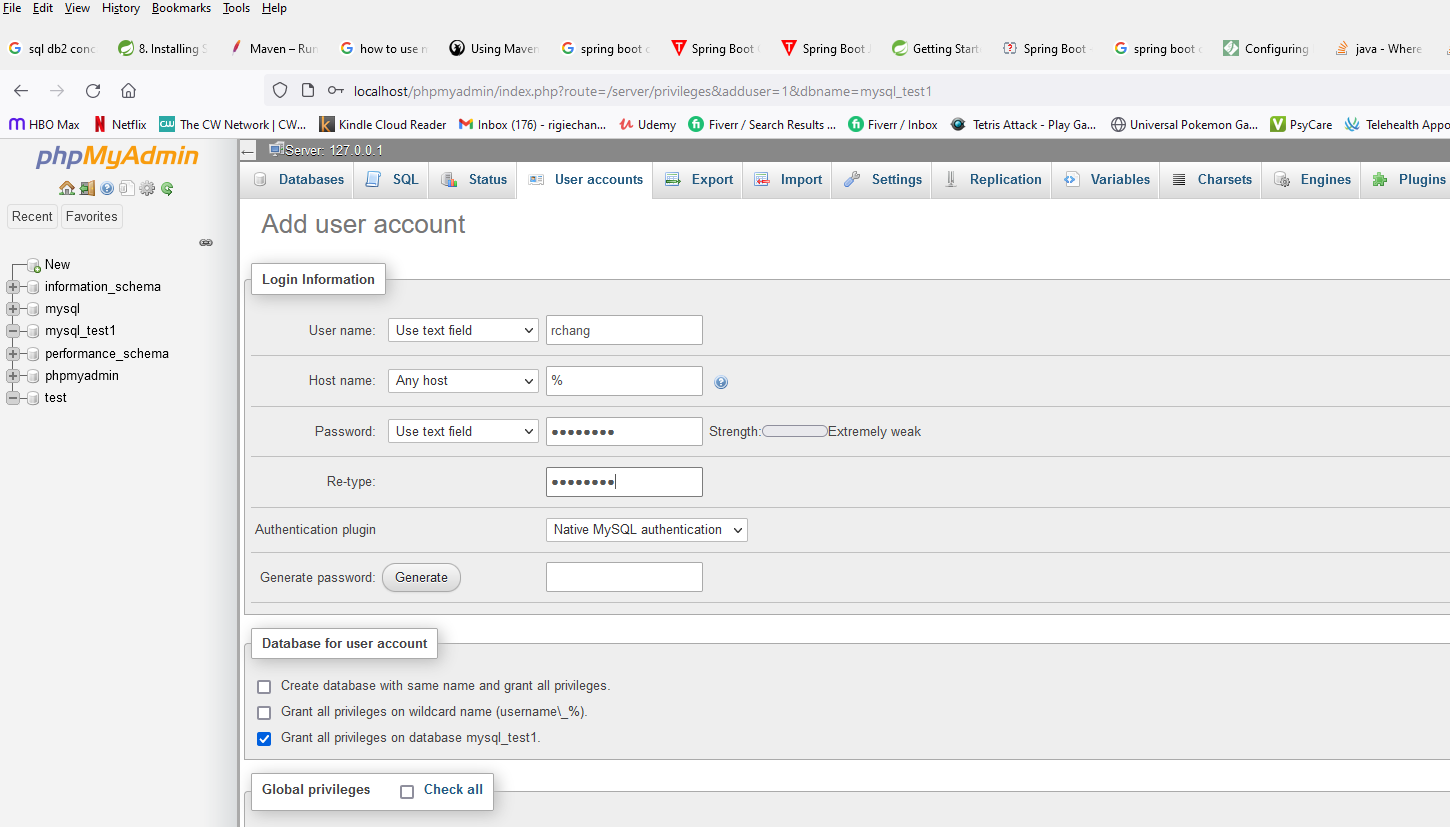 File Edit View History Bookmarks Tools Help
sql db2 conc 8. Installing S Maven – Run how to use m Using Maven spring boot c Spring Boot Spring Boot Getting Start Spring Boot - spring boot c Configuring java - Where
localhost/phpmyadmin/index.php?route=/server/privileges&adduser=1&dbname=mysql_test1
HBO Max Netflix The CW Network | CW... Kindle Cloud Reader Inbox (176) - rigiechan... Udemy Fiverr / Search Results ... Fiverr / Inbox Tetris Attack - Play Ga... Universal Pokemon Ga... PsyCare Telehealth Appo
phpMyAdmin
Recent Favorites
New
information_schema
mysql
mysql_test1
performance_schema
phpmyadmin
test
Server: 127.0.0.1
Databases SQL Status User accounts Export Import Settings Replication Variables Charsets Engines Plugins
Add user account
Login Information
User name: Use text field rchang
Host name: Any host %
Password: Use text field •••••••• Strength: Extremely weak
Re-type: ••••••••
Authentication plugin Native MySQL authentication
Generate password: Generate
Database for user account
Create database with same name and grant all privileges.
Grant all privileges on wildcard name (username\_%).
Grant all privileges on database mysql_test1.
Global privileges Check all